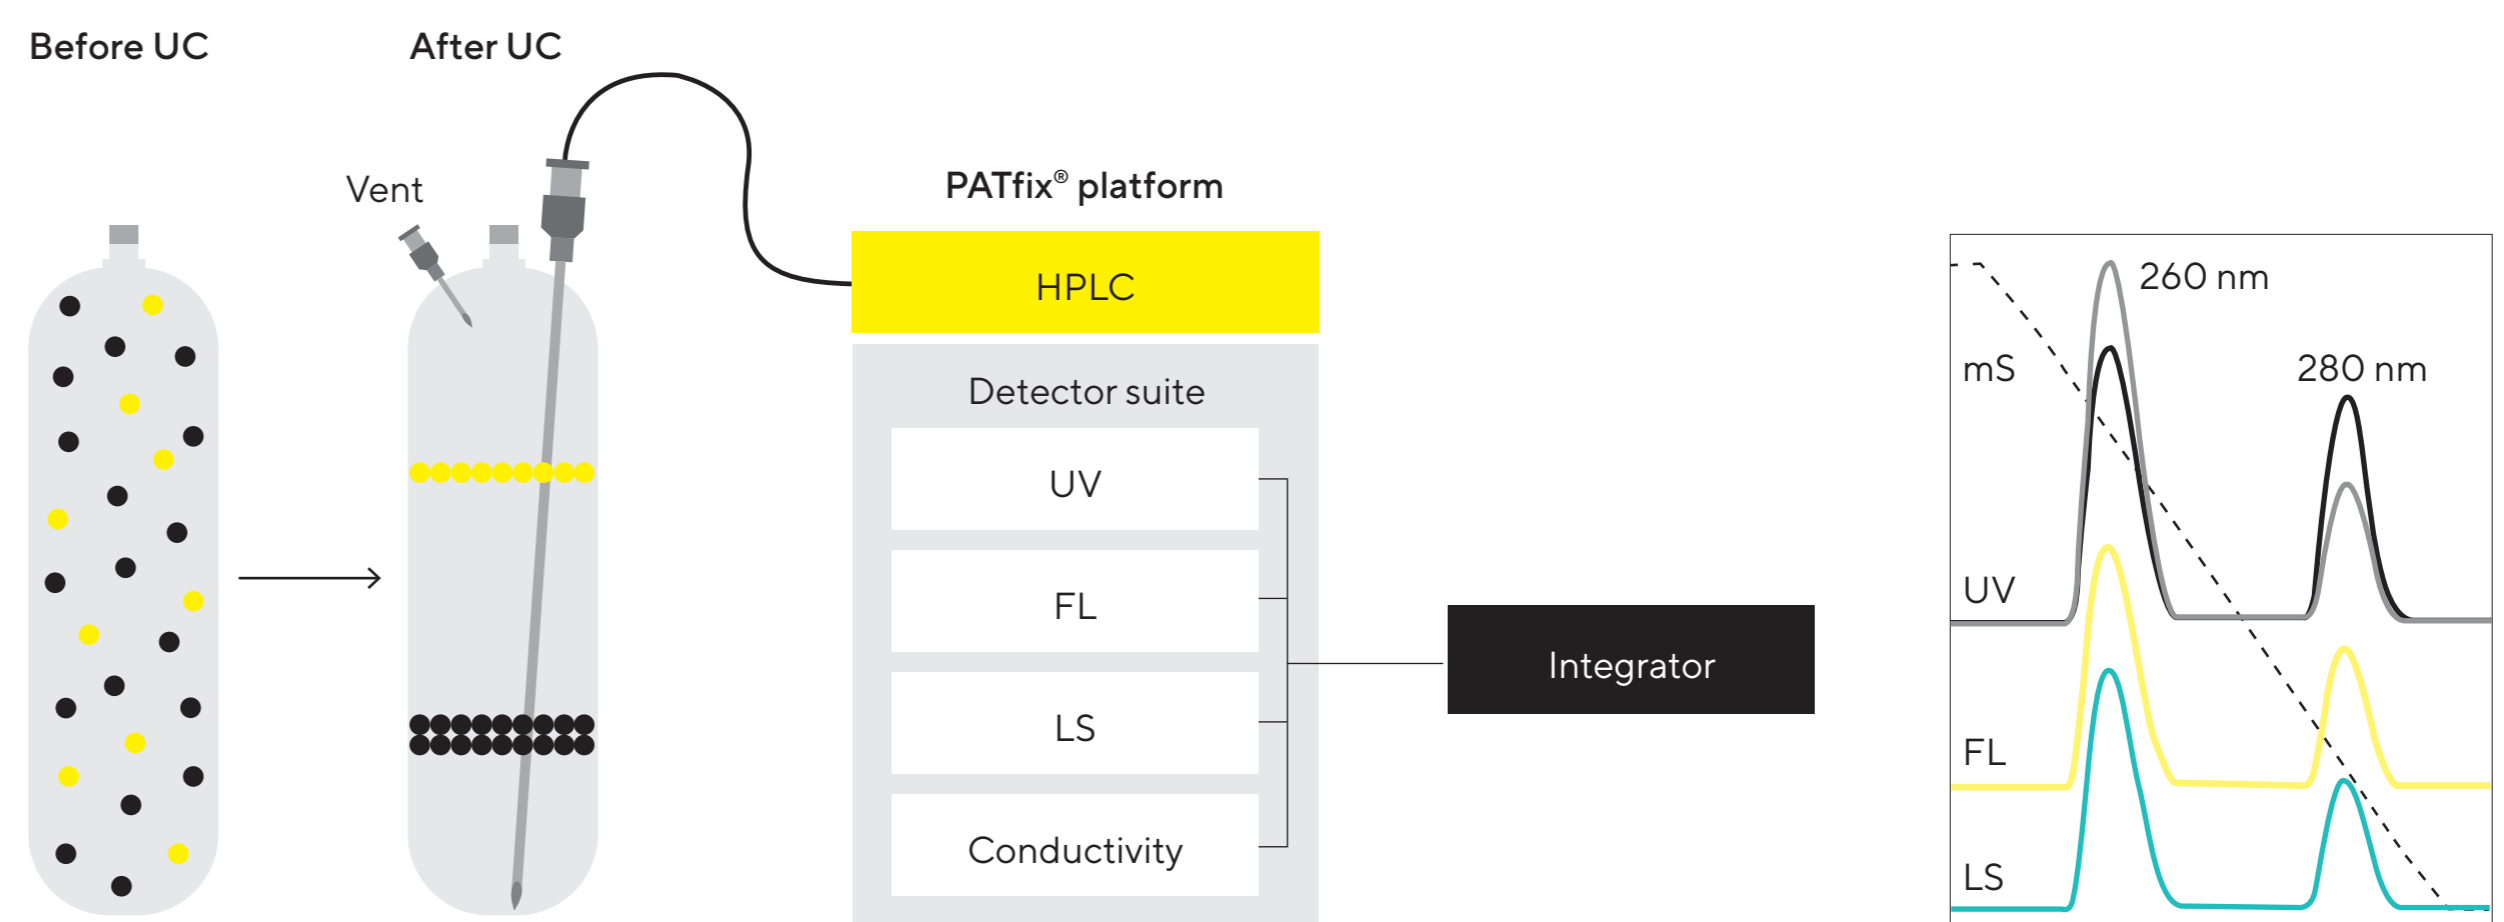 Before UC
After UC
Vent
PATfix® platform
HPLC
Detector suite
UV
FL
LS
Conductivity
Integrator
260 nm
mS
280 nm
UV
FL
LS